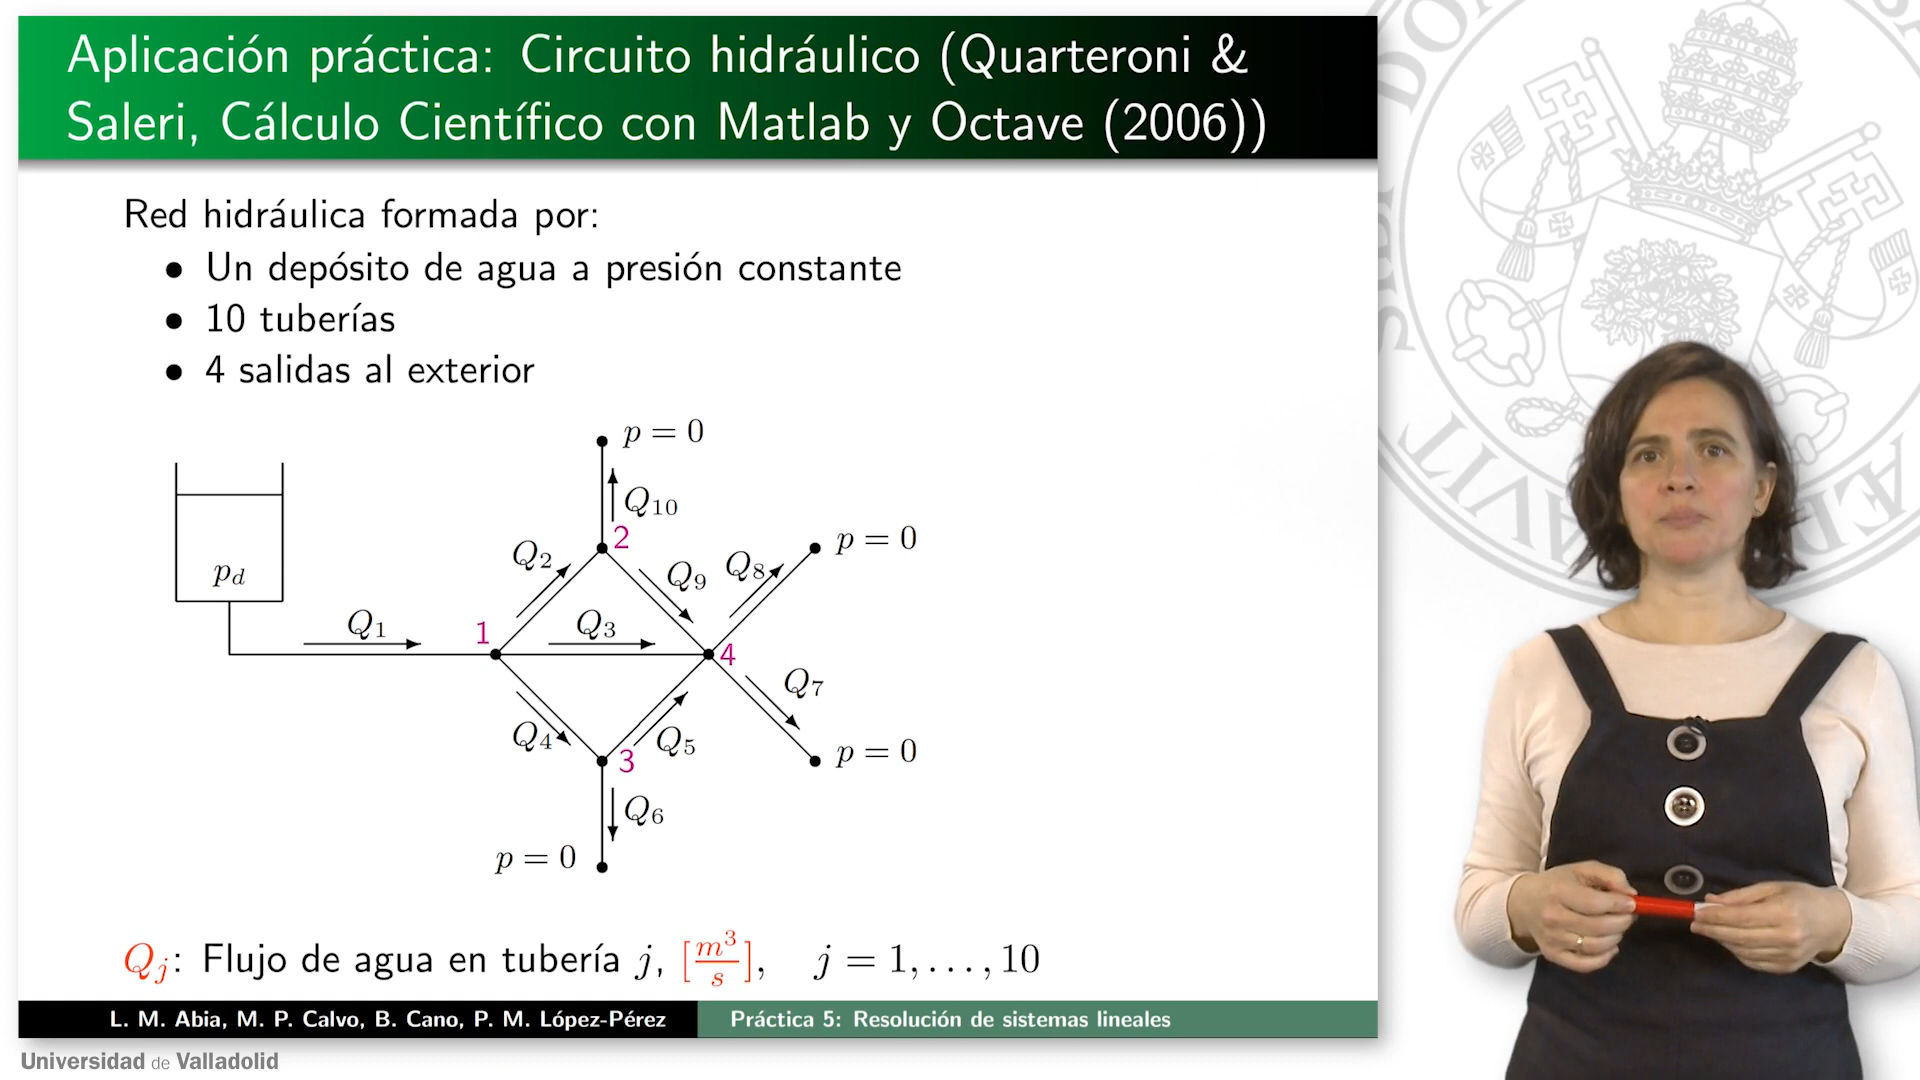 Aplicación práctica: Circuito hidráulico (Quarteroni &
Saleri, Cálculo Científico con Matlab y Octave (2006))
Red hidráulica formada por:
• Un depósito de agua a presión constante
• 10 tuberías
• 4 salidas al exterior
p = 0
Q10
2
p = 0
Q2
Q9
Q8
pd
Q1
1
Q3
4
Q7
Q4
3
Q5
p = 0
Q6
p = 0
Qj: Flujo de agua en tubería j, [m³/s], j = 1, . . . , 10
L. M. Abia, M. P. Calvo, B. Cano, P. M. López-Pérez
Práctica 5: Resolución de sistemas lineales
Universidad de Valladolid